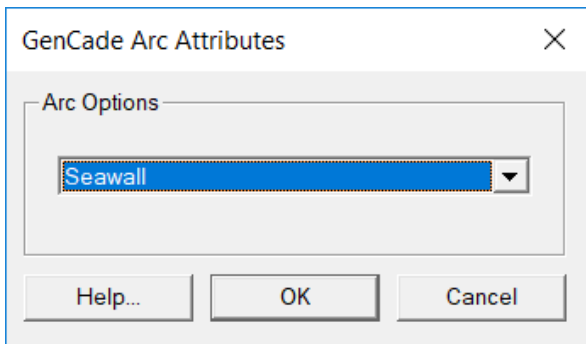 GenCade Arc Attributes
Arc Options
Seawall
Help... OK Cancel